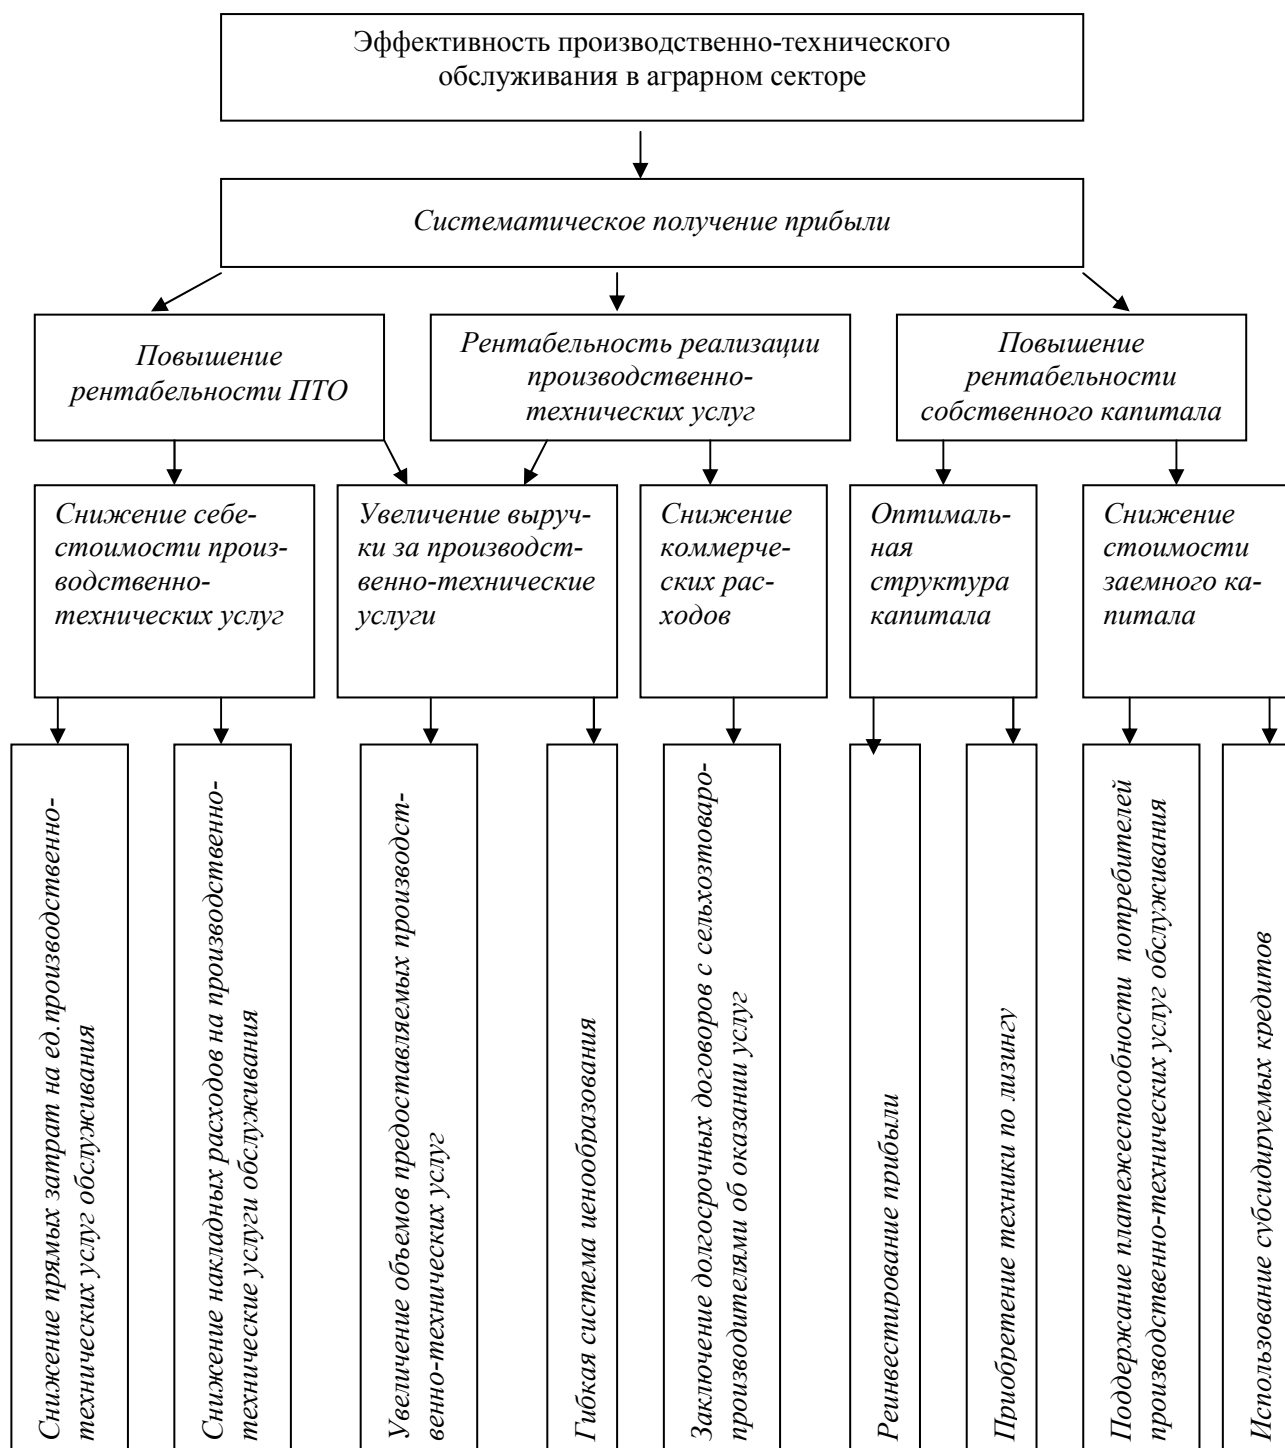 Эффективность производственно-технического
обслуживания в аграрном секторе
Систематическое получение прибыли
Повышение
рентабельности ПТО
Рентабельность реализации
производственно-
технических услуг
Повышение
рентабельности
собственного капитала
Снижение себе-
стоимости произ-
водственно-
технических услуг
Увеличение выруч-
ки за производст-
венно-технические
услуги
Снижение
коммерче-
ских рас-
ходов
Оптималь-
ная
структура
капитала
Снижение
стоимости
заемного ка-
питала
Снижение прямых затрат на ед.производственно-
технических услуг обслуживания
Снижение накладных расходов на производственно-
технические услуги обслуживания
Увеличение объемов предоставляемых производст-
венно-технических услуг
Гибкая система ценообразования
Заключение долгосрочных договоров с сельхозтоваро-
производителями об оказании услуг
Реинвестирование прибыли
Приобретение техники по лизингу
Поддержание платежеспособности потребителей
производственно-технических услуг обслуживания
Использование субсидируемых кредитов